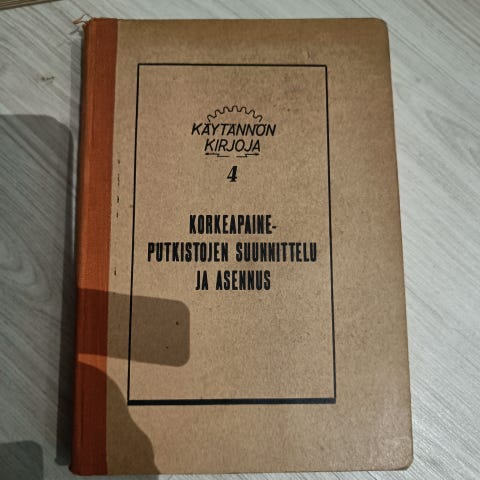 KÄYTÄNNÖN
KIRJOJA
4
KORKEAPAINE-
PUTKISTOJEN SUUNNITTELU
JA ASENNUS